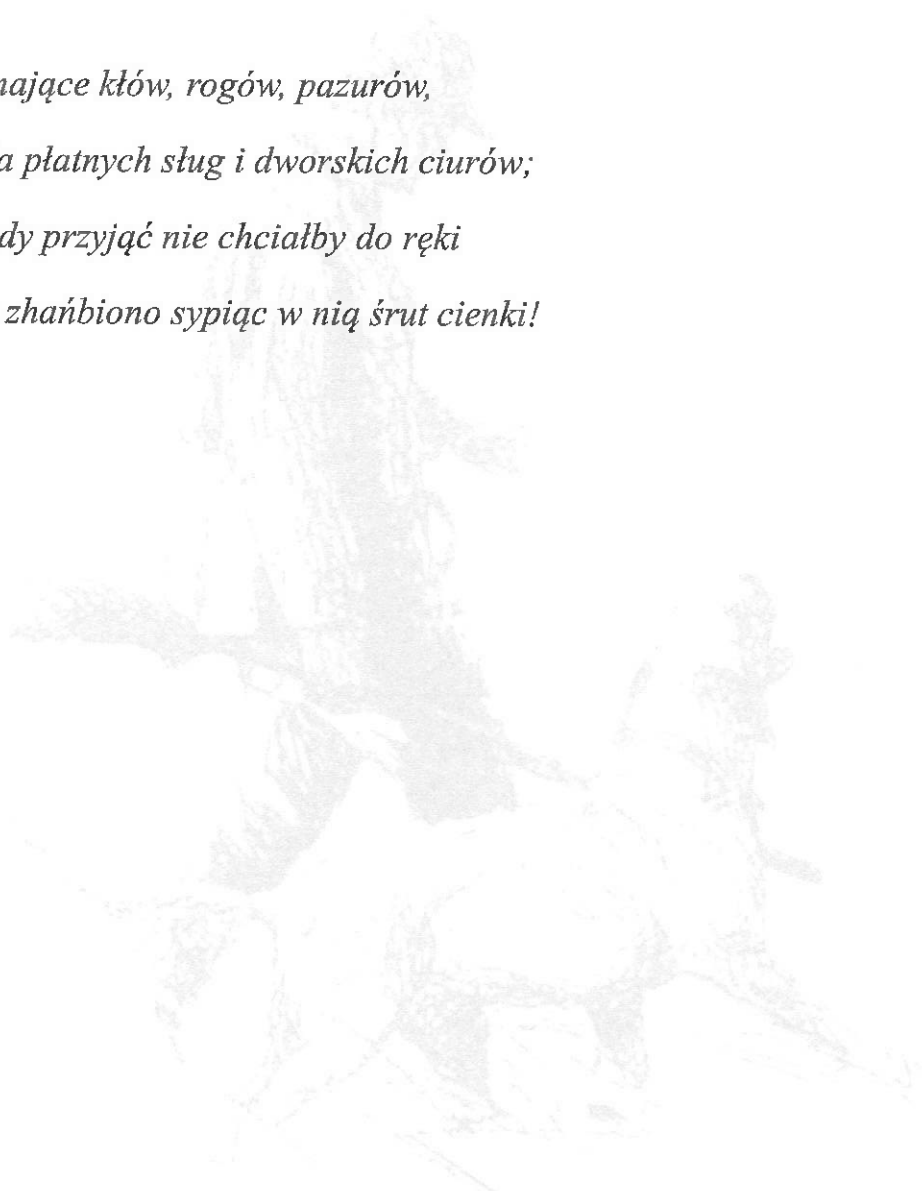 ające kłów, rogów, pazurów,
a płatnych sług i dworskich ciurów;
dy przyjąć nie chciałby do ręki
zhańbiono sypiąc w nią śrut cienki!